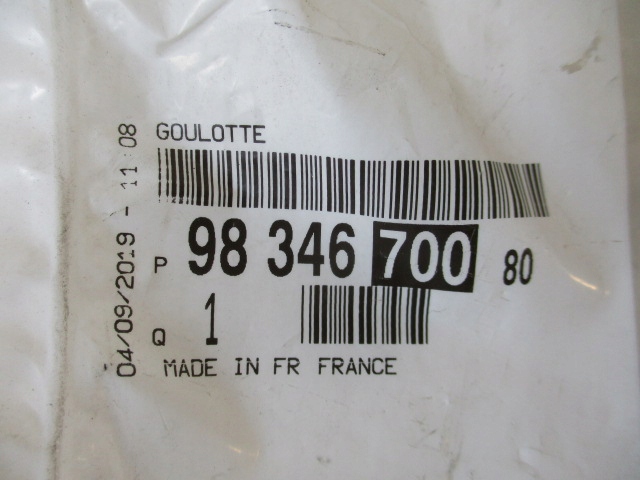 GOULOTTE
P 98 346 700 80
Q 1
MADE IN FR FRANCE
04/09/2019 - 11:08